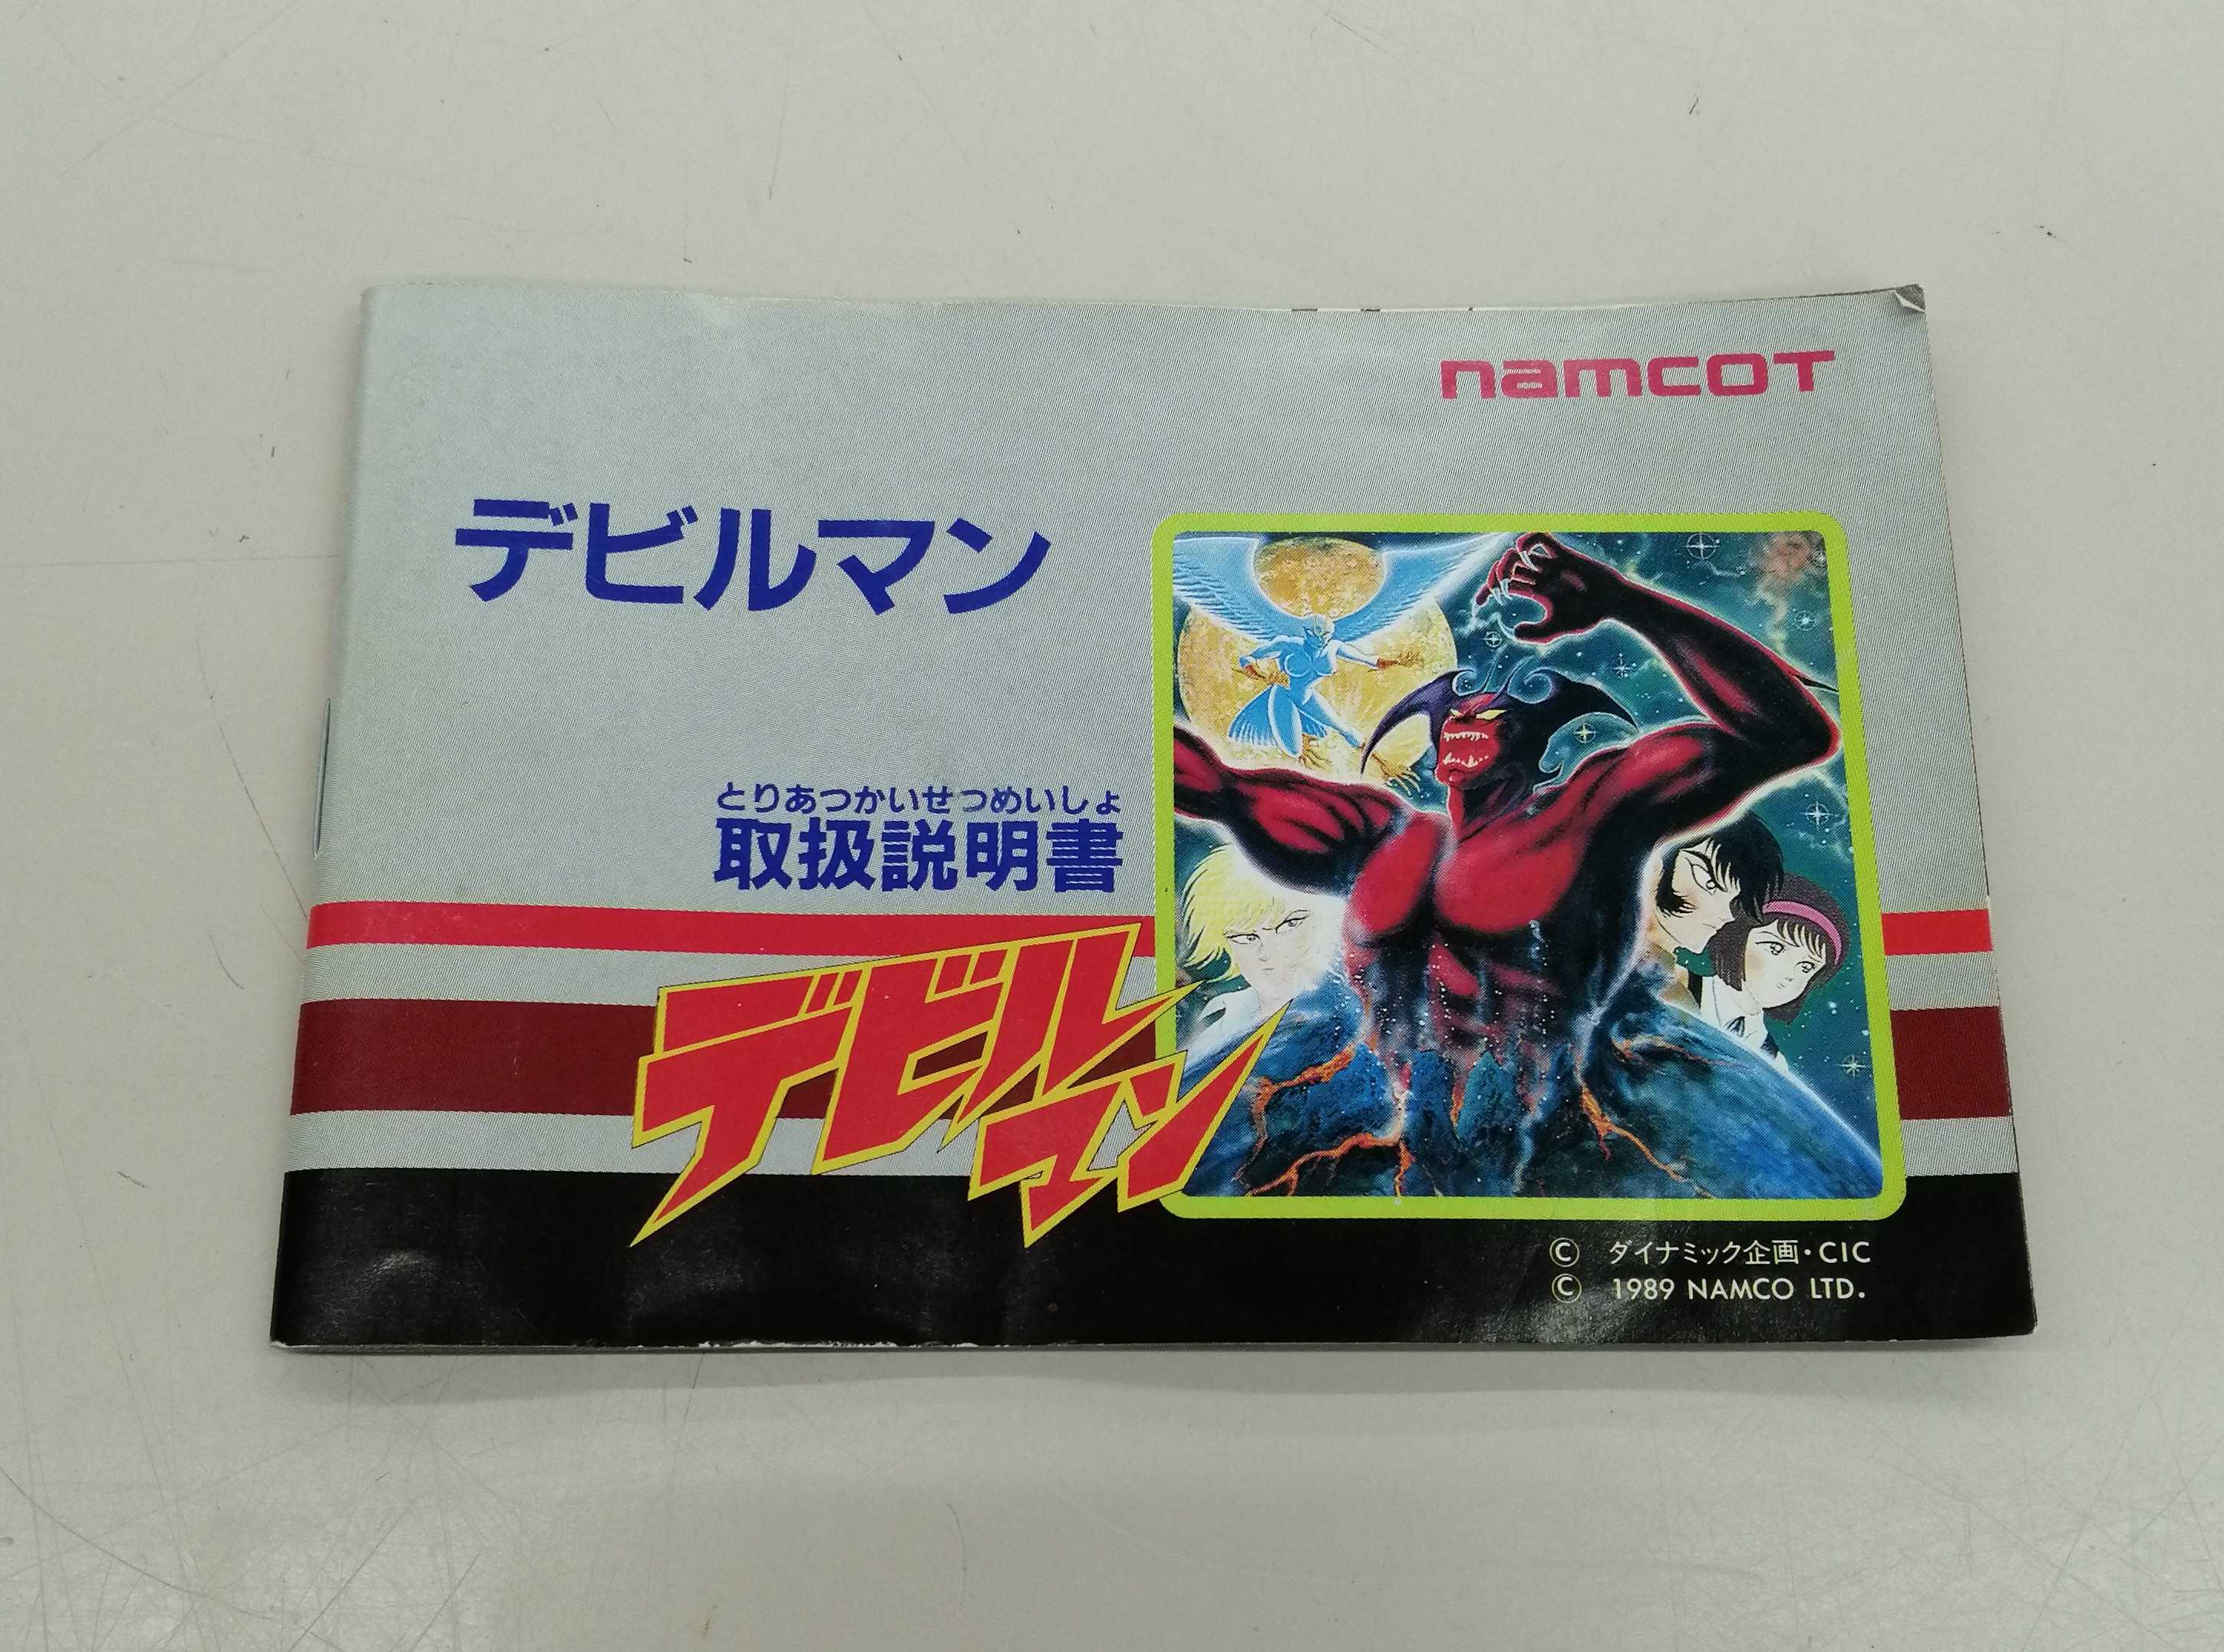 namcot
デビルマン
とりあつかいせつめいしょ
取扱説明書
デビルマン
© ダイナミック企画・CIC
© 1989 NAMCO LTD.